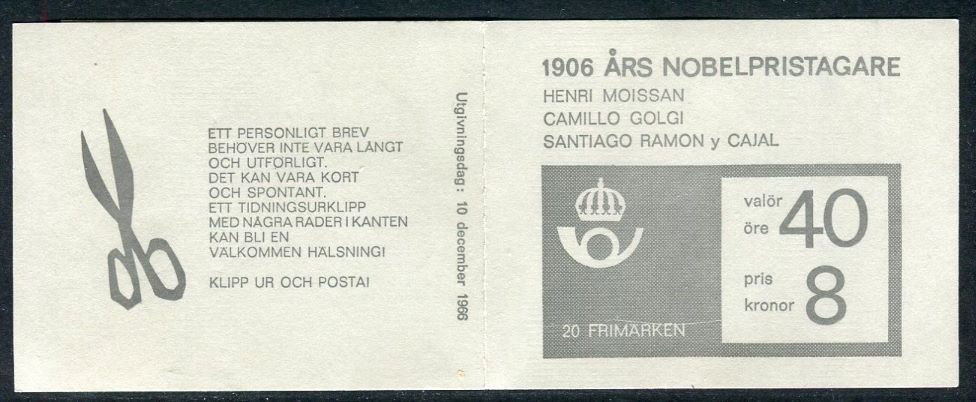 ETT PERSONLIGT BREV
BEHÖVER INTE VARA LÅNGT
OCH UTFÖRLIGT.
DET KAN VARA KORT
OCH SPONTANT.
ETT TIDNINGSURKLIPP
MED NÅGRA RADER I KANTEN
KAN BLI EN
VÄLKOMMEN HÄLSNING!
KLIPP UR OCH POSTA!
Utgivningsdag: 10 december 1966
1906 ÅRS NOBELPRISTAGARE
HENRI MOISSAN
CAMILLO GOLGI
SANTIAGO RAMON y CAJAL
valör
öre 40
pris
kronor 8
20 FRIMÄRKEN